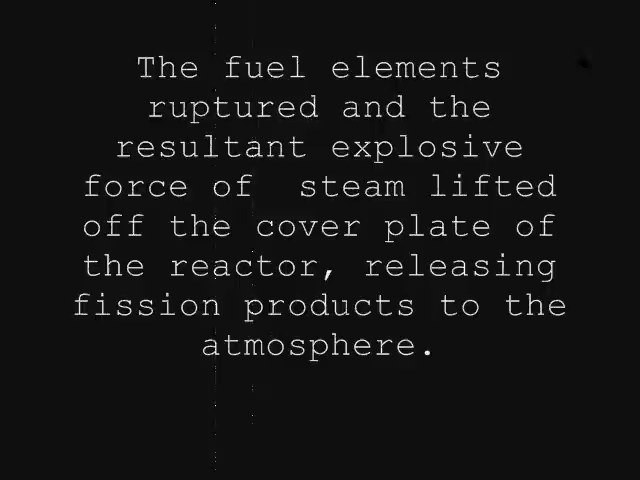 The fuel elements
ruptured and the
resultant explosive
force of  steam lifted
off the cover plate of
the reactor, releasing
fission products to the
atmosphere.